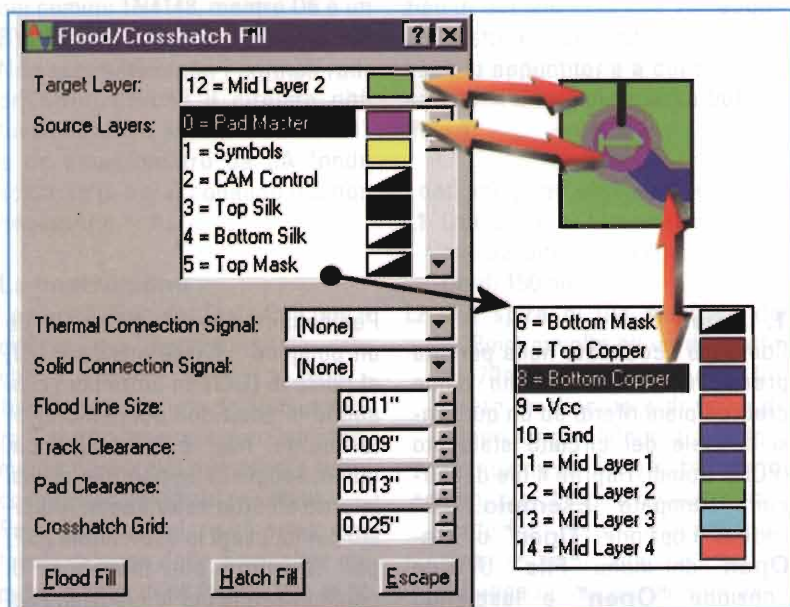 Flood/Crosshatch Fill
Target Layer: 12 = Mid Layer 2
Source Layers: 0 = Pad Master
1 = Symbols
2 = CAM Control
3 = Top Silk
4 = Bottom Silk
5 = Top Mask
6 = Bottom Mask
7 = Top Copper
8 = Bottom Copper
9 = Vcc
10 = Gnd
11 = Mid Layer 1
12 = Mid Layer 2
13 = Mid Layer 3
14 = Mid Layer 4
Thermal Connection Signal: [None]
Solid Connection Signal: [None]
Flood Line Size: 0.011"
Track Clearance: 0.009"
Pad Clearance: 0.013"
Crosshatch Grid: 0.025"
Flood Fill Hatch Fill Escape